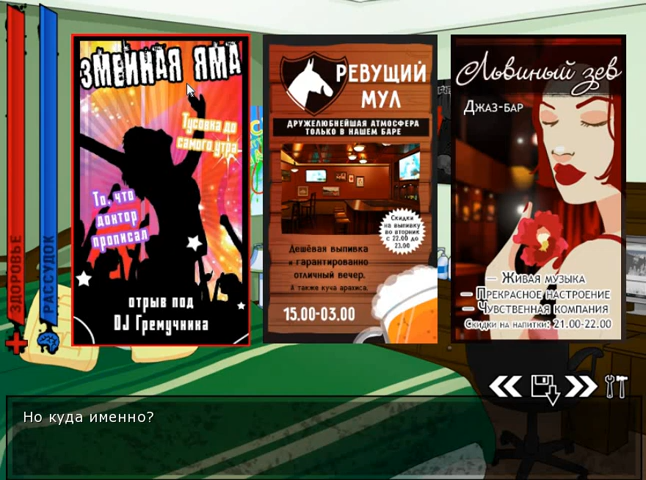 ЗДОРОВЬЕ
РАССУДОК
ЗМЕИНАЯ ЯМА
Тусовка до
самого утра
То, что
доктор
прописал
отрыв под
DJ Гремучника
РЕВУЩИЙ
МУЛ
ДРУЖЕЛЮБНЕЙШАЯ АТМОСФЕРА
ТОЛЬКО В НАШЕМ БАРЕ
Скидки
на выпивку
во вторник
с 22.00 до
23.00
Дешёвая выпивка
и гарантированно
отличный вечер.
А также куча арахиса.
15.00-03.00
Львиный зев
Джаз-бар
— Живая музыка
— Прекрасное настроение
— Чувственная компания
Скидки на напитки: 21.00-22.00
Но куда именно?